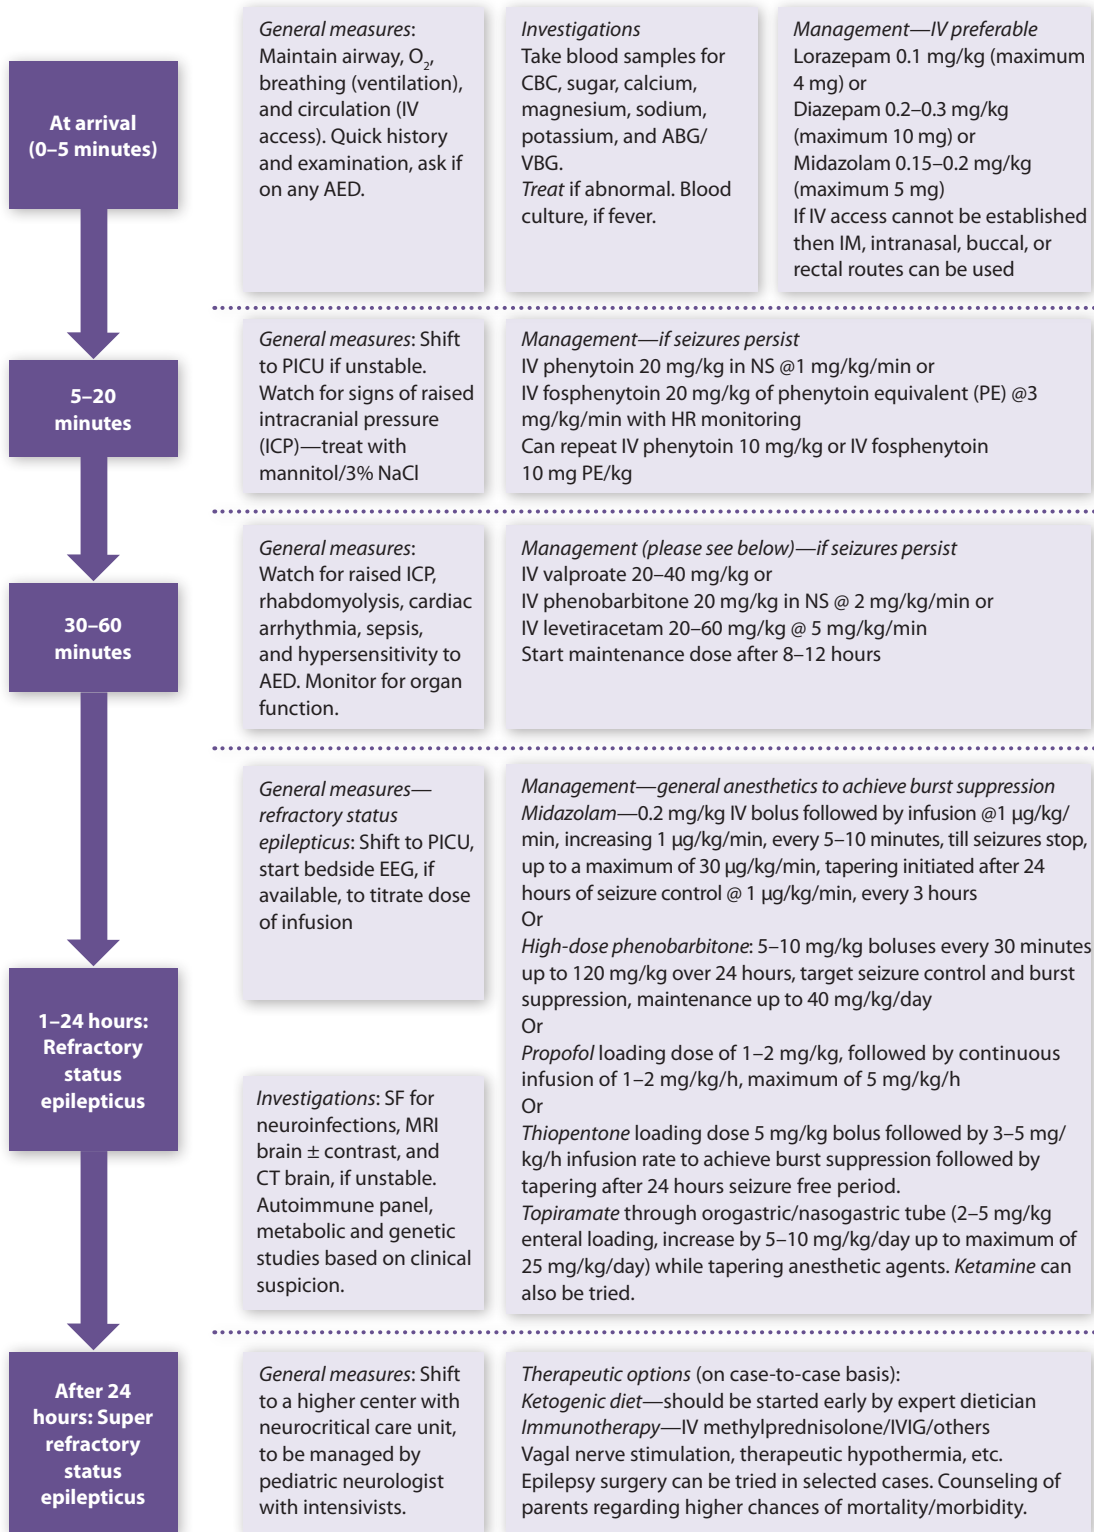 At arrival
(0–5 minutes)
General measures:
Maintain airway, O2,
breathing (ventilation),
and circulation (IV
access). Quick history
and examination, ask if
on any AED.
Investigations
Take blood samples for
CBC, sugar, calcium,
magnesium, sodium,
potassium, and ABG/
VBG.
Treat if abnormal. Blood
culture, if fever.
Management—IV preferable
Lorazepam 0.1 mg/kg (maximum
4 mg) or
Diazepam 0.2–0.3 mg/kg
(maximum 10 mg) or
Midazolam 0.15–0.2 mg/kg
(maximum 5 mg)
If IV access cannot be established
then IM, intranasal, buccal, or
rectal routes can be used
5–20
minutes
General measures: Shift
to PICU if unstable.
Watch for signs of raised
intracranial pressure
(ICP)—treat with
mannitol/3% NaCl
Management—if seizures persist
IV phenytoin 20 mg/kg in NS @1 mg/kg/min or
IV fosphenytoin 20 mg/kg of phenytoin equivalent (PE) @3
mg/kg/min with HR monitoring
Can repeat IV phenytoin 10 mg/kg or IV fosphenytoin
10 mg PE/kg
30–60
minutes
General measures:
Watch for raised ICP,
rhabdomyolysis, cardiac
arrhythmia, sepsis,
and hypersensitivity to
AED. Monitor for organ
function.
Management (please see below)—if seizures persist
IV valproate 20–40 mg/kg or
IV phenobarbitone 20 mg/kg in NS @ 2 mg/kg/min or
IV levetiracetam 20–60 mg/kg @ 5 mg/kg/min
Start maintenance dose after 8–12 hours
1–24 hours:
Refractory
status
epilepticus
General measures—
refractory status
epilepticus: Shift to PICU,
start bedside EEG, if
available, to titrate dose
of infusion
Investigations: SF for
neuroinfections, MRI
brain ± contrast, and
CT brain, if unstable.
Autoimmune panel,
metabolic and genetic
studies based on clinical
suspicion.
Management—general anesthetics to achieve burst suppression
Midazolam—0.2 mg/kg IV bolus followed by infusion @1 µg/kg/
min, increasing 1 µg/kg/min, every 5–10 minutes, till seizures stop,
up to a maximum of 30 µg/kg/min, tapering initiated after 24
hours of seizure control @ 1 µg/kg/min, every 3 hours
Or
High-dose phenobarbitone: 5–10 mg/kg boluses every 30 minutes
up to 120 mg/kg over 24 hours, target seizure control and burst
suppression, maintenance up to 40 mg/kg/day
Or
Propofol loading dose of 1–2 mg/kg, followed by continuous
infusion of 1–2 mg/kg/h, maximum of 5 mg/kg/h
Or
Thiopentone loading dose 5 mg/kg bolus followed by 3–5 mg/
kg/h infusion rate to achieve burst suppression followed by
tapering after 24 hours seizure free period.
Topiramate through orogastric/nasogastric tube (2–5 mg/kg
enteral loading, increase by 5–10 mg/kg/day up to maximum of
25 mg/kg/day) while tapering anesthetic agents. Ketamine can
also be tried.
After 24
hours: Super
refractory
status
epilepticus
General measures: Shift
to a higher center with
neurocritical care unit,
to be managed by
pediatric neurologist
with intensivists.
Therapeutic options (on case-to-case basis):
Ketogenic diet—should be started early by expert dietician
Immunotherapy—IV methylprednisolone/IVIG/others
Vagal nerve stimulation, therapeutic hypothermia, etc.
Epilepsy surgery can be tried in selected cases. Counseling of
parents regarding higher chances of mortality/morbidity.